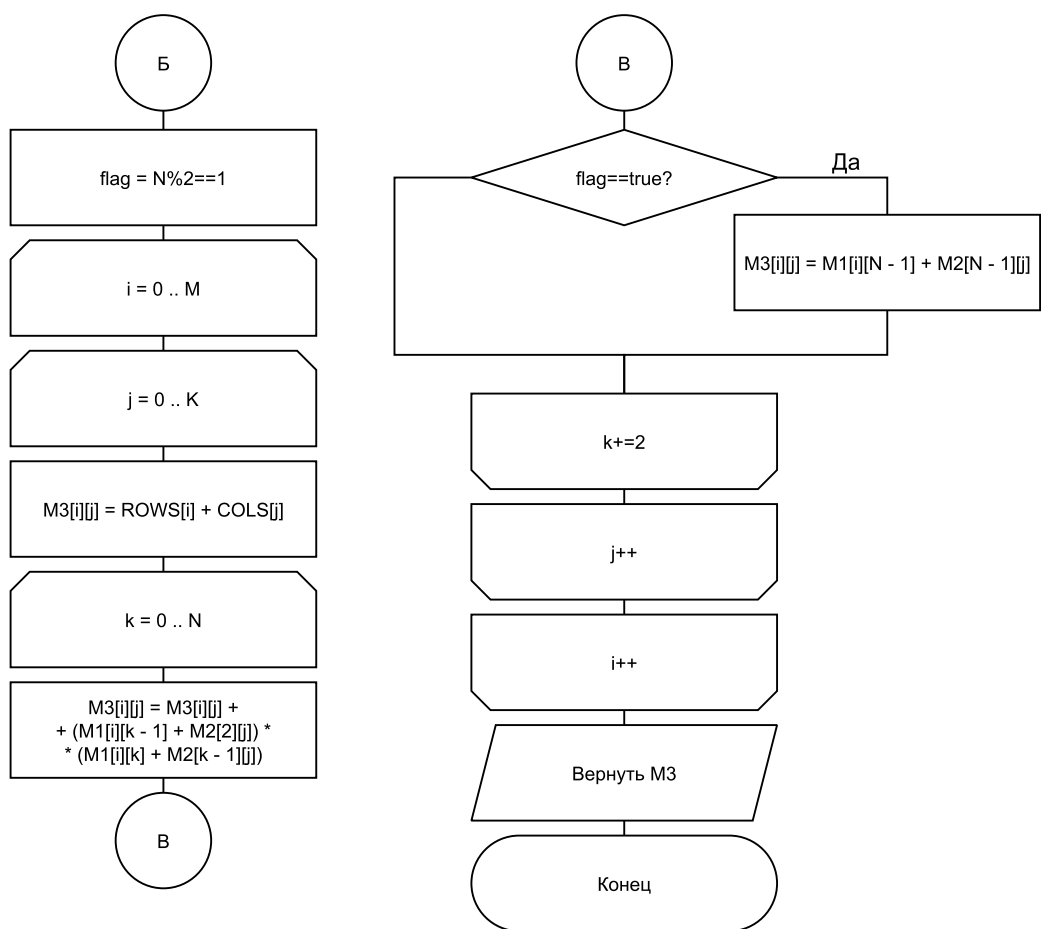 Б
flag = N%2==1
i = 0 .. M
j = 0 .. K
M3[i][j] = ROWS[i] + COLS[j]
k = 0 .. N
M3[i][j] = M3[i][j] +
+ (M1[i][k - 1] + M2[2][j]) *
* (M1[i][k] + M2[k - 1][j])
В
В
flag==true?
Да
M3[i][j] = M1[i][N - 1] + M2[N - 1][j]
k+=2
j++
i++
Вернуть M3
Конец